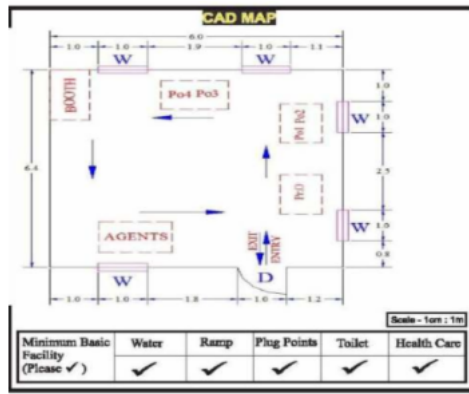 CAD MAP
6.0
1.0 1.0 1.9 1.0 1.1
W W
BOOTH
Po4 Po3
Po1 Po2
1.0
W
1.0
6.4
2.5
PrO
AGENTS
EXIT
ENTRY
W
1.0
0.8
W
D
1.0 1.0 1.8 1.0 1.2
Scale - 1cm : 1m
Minimum Basic Facility (Please ✓) Water Ramp Plug Points Toilet Health Care
✓ ✓ ✓ ✓ ✓